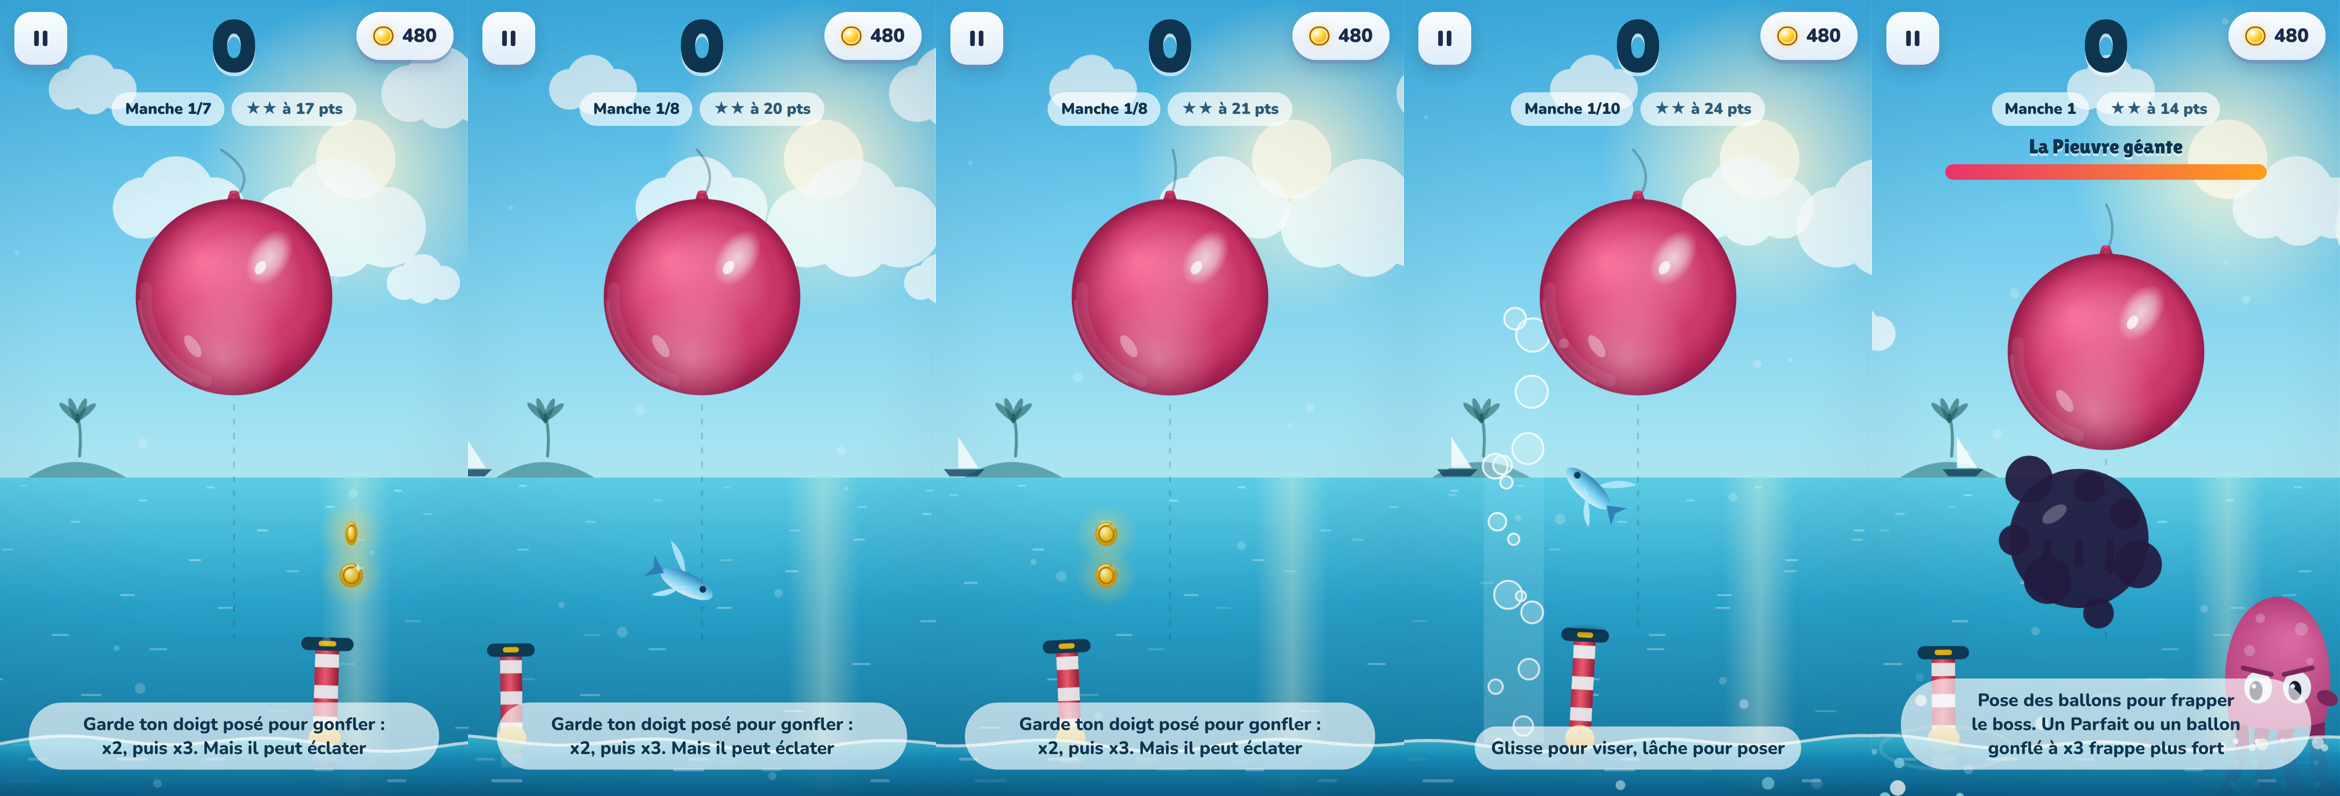 0
480
Manche 1/7
★★ à 17 pts
Garde ton doigt posé pour gonfler :
x2, puis x3. Mais il peut éclater
0
480
Manche 1/8
★★ à 20 pts
Garde ton doigt posé pour gonfler :
x2, puis x3. Mais il peut éclater
0
480
Manche 1/8
★★ à 21 pts
Garde ton doigt posé pour gonfler :
x2, puis x3. Mais il peut éclater
0
480
Manche 1/10
★★ à 24 pts
Glisse pour viser, lâche pour poser
0
480
Manche 1
★★ à 14 pts
La Pieuvre géante
Pose des ballons pour frapper
le boss. Un Parfait ou un ballon
gonflé à x3 frappe plus fort